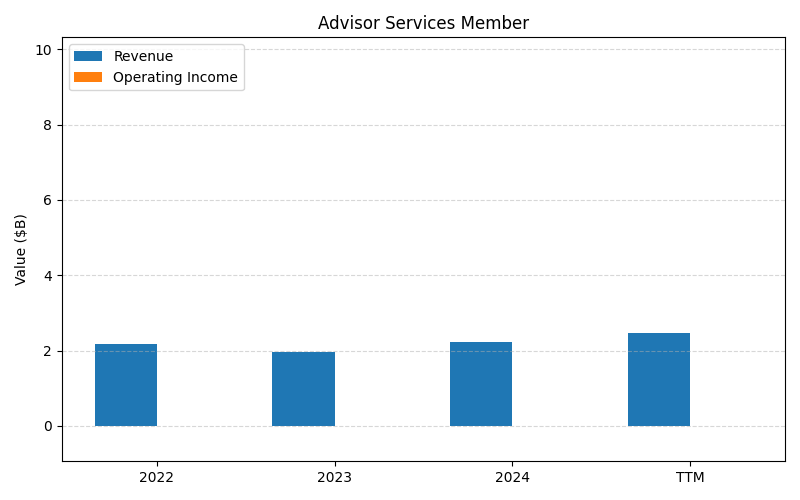 Advisor Services Member
Revenue
Operating Income
Value ($B)
10
8
6
4
2
0
2022
2023
2024
TTM